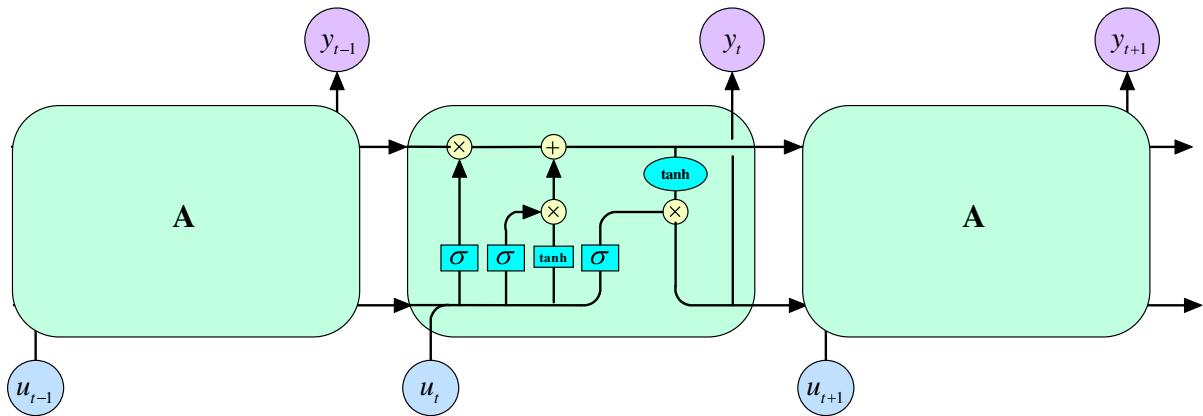 y_{t-1} y_t y_{t+1}
× +
tanh
A × × A
σ σ tanh σ
u_{t-1} u_t u_{t+1}